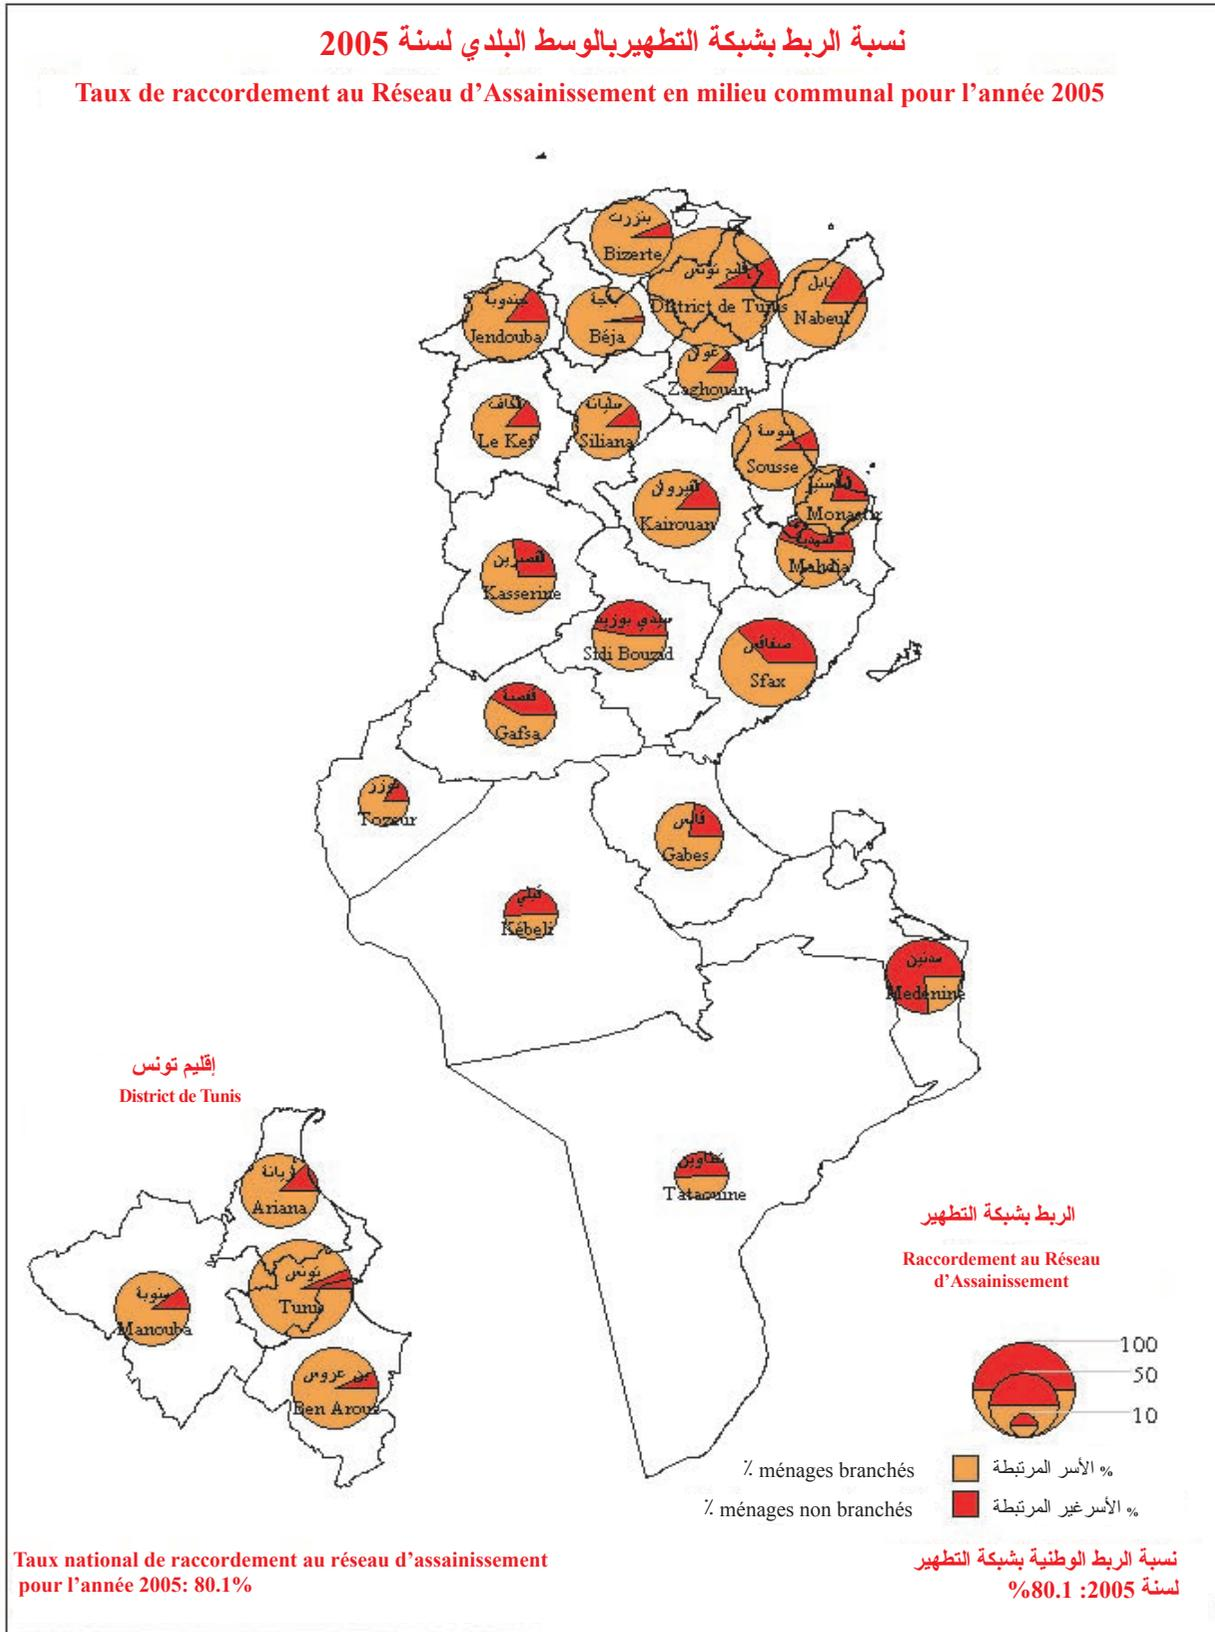 نسبة الربط بشبكة التطهيربالوسط البلدي لسنة 2005
Taux de raccordement au Réseau d’Assainissement en milieu communal pour l’année 2005
بنزرت
Bizerte
إقليم تونس
District de Tunis
نابل
Nabeul
جندوبة
Jendouba
باجة
Béja
زغوان
Zaghouan
الكاف
Le Kef
سليانة
Siliana
سوسة
Sousse
المنستير
Monastir
القيروان
Kairouan
المهدية
Mahdia
القصرين
Kasserine
سيدي بوزيد
Sidi Bouzid
صفاقس
Sfax
قفصة
Gafsa
توزر
Tozeur
قابس
Gabes
قبلي
Kébeli
مدنين
Medenine
تطاوين
Tataouine
إقليم تونس
District de Tunis
أريانة
Ariana
تونس
Tunis
منوبة
Manouba
بن عروس
Ben Arous
الربط بشبكة التطهير
Raccordement au Réseau
d’Assainissement
100
50
10
٪ ménages branchés
% الأسر المرتبطة
٪ ménages non branchés
% الأسرغير المرتبطة
Taux national de raccordement au réseau d’assainissement
pour l’année 2005: 80.1%
نسبة الربط الوطنية بشبكة التطهير
لسنة 2005: 80.1%